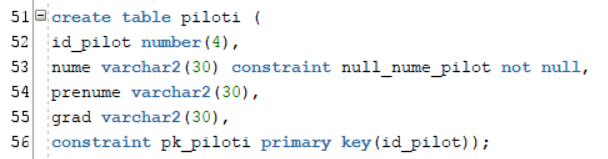 51 create table piloti (
52 id_pilot number(4),
53 nume varchar2(30) constraint null_nume_pilot not null,
54 prenume varchar2(30),
55 grad varchar2(30),
56 constraint pk_piloti primary key(id_pilot));